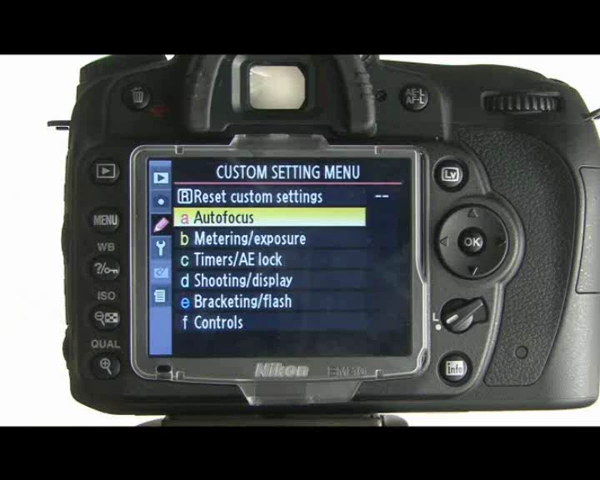 AE-L
AF-L
CUSTOM SETTING MENU
R Reset custom settings --
a Autofocus
b Metering/exposure
c Timers/AE lock
d Shooting/display
e Bracketing/flash
f Controls
Lv
MENU
WB
?
ISO
QUAL
OK
L
info
Nikon